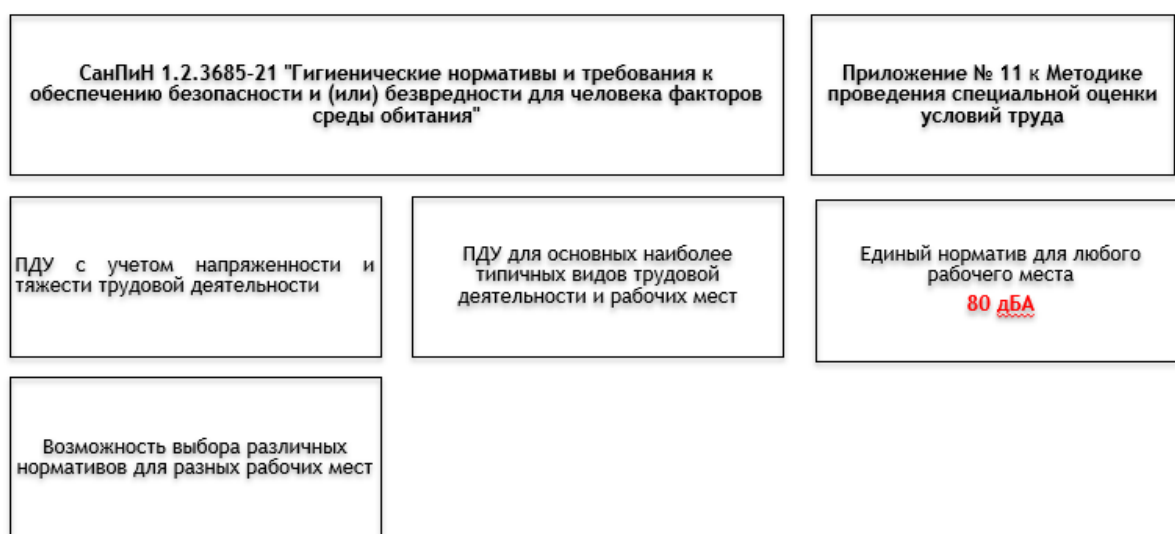 СанПиН 1.2.3685-21 "Гигиенические нормативы и требования к
обеспечению безопасности и (или) безвредности для человека факторов
среды обитания"
Приложение № 11 к Методике
проведения специальной оценки
условий труда
ПДУ с учетом напряженности и
тяжести трудовой деятельности
ПДУ для основных наиболее
типичных видов трудовой
деятельности и рабочих мест
Единый норматив для любого
рабочего места
80 дБА
Возможность выбора различных
нормативов для разных рабочих мест